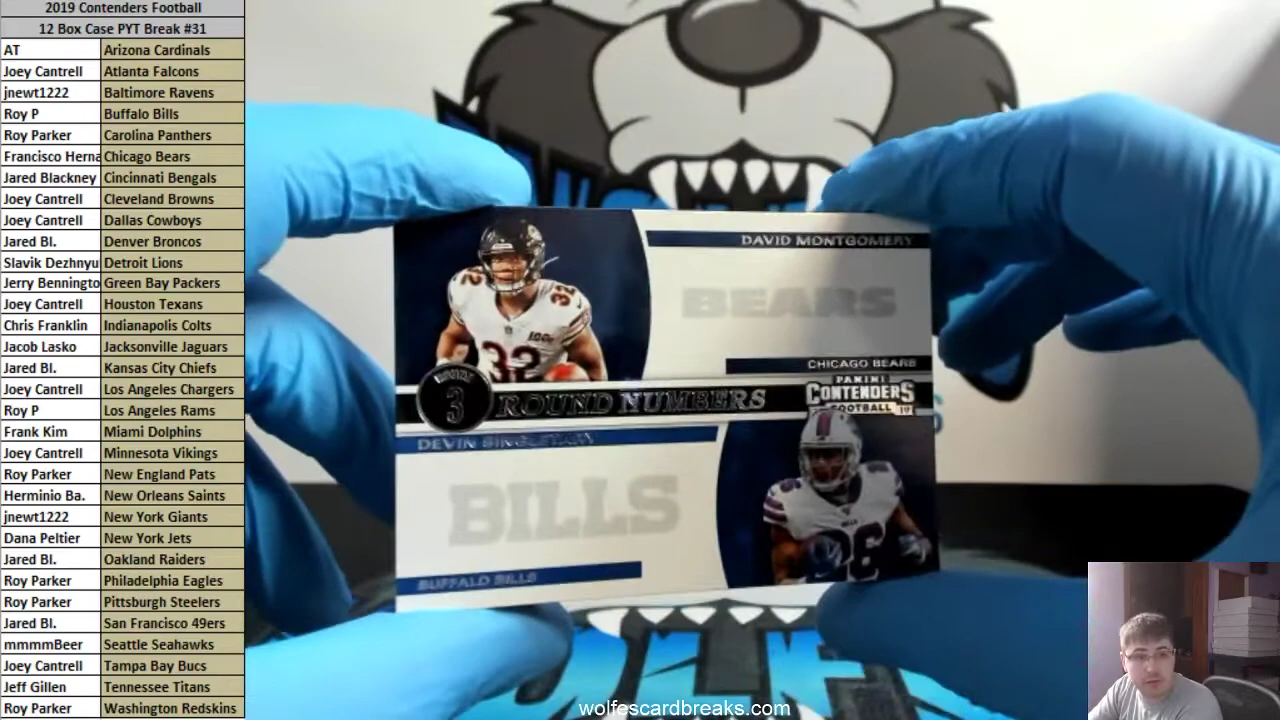 2019 Contenders Football
12 Box Case PYT Break #31
AT Arizona Cardinals
Joey Cantrell Atlanta Falcons
jnewt1222 Baltimore Ravens
Roy P Buffalo Bills
Roy Parker Carolina Panthers
Francisco Herna Chicago Bears
Jared Blackney Cincinnati Bengals
Joey Cantrell Cleveland Browns
Joey Cantrell Dallas Cowboys
Jared Bl. Denver Broncos
Slavik Dezhnyu Detroit Lions
Jerry Benningto Green Bay Packers
Joey Cantrell Houston Texans
Chris Franklin Indianapolis Colts
Jacob Lasko Jacksonville Jaguars
Jared Bl. Kansas City Chiefs
Joey Cantrell Los Angeles Chargers
Roy P Los Angeles Rams
Frank Kim Miami Dolphins
Joey Cantrell Minnesota Vikings
Roy Parker New England Pats
Herminio Ba. New Orleans Saints
jnewt1222 New York Giants
Dana Peltier New York Jets
Jared Bl. Oakland Raiders
Roy Parker Philadelphia Eagles
Roy Parker Pittsburgh Steelers
Jared Bl. San Francisco 49ers
mmmmBeer Seattle Seahawks
Joey Cantrell Tampa Bay Bucs
Jeff Gillen Tennessee Titans
Roy Parker Washington Redskins
DAVID MONTGOMERY
BEARS
CHICAGO BEARS
32
32
32
ROUND
3
ROUND NUMBERS
PANINI
CONTENDERS
FOOTBALL 19
DEVIN SINGLETARY
BILLS
BUFFALO BILLS
26
wolfescardbreaks.com